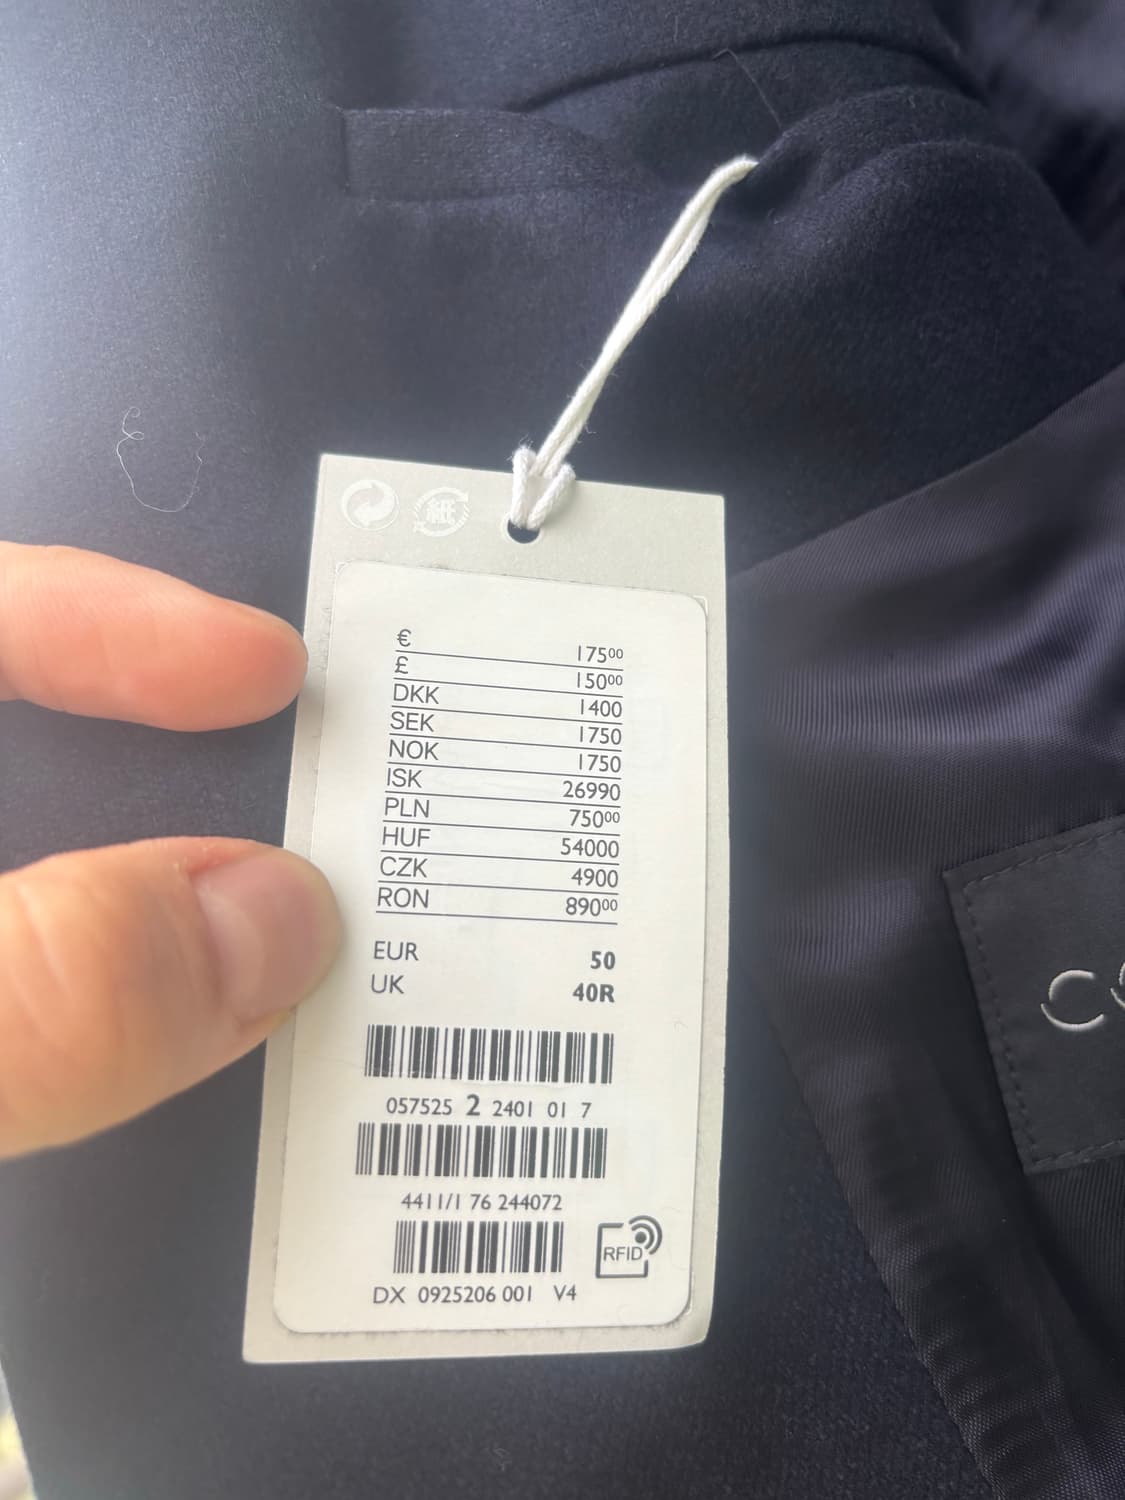 € 175⁰⁰
£ 150⁰⁰
DKK 1400
SEK 1750
NOK 1750
ISK 26990
PLN 750⁰⁰
HUF 54000
CZK 4900
RON 890⁰⁰
EUR 50
UK 40R
057525 2 2401 01 7
4411/1 76 244072
RFID
DX 0925206 001 V4